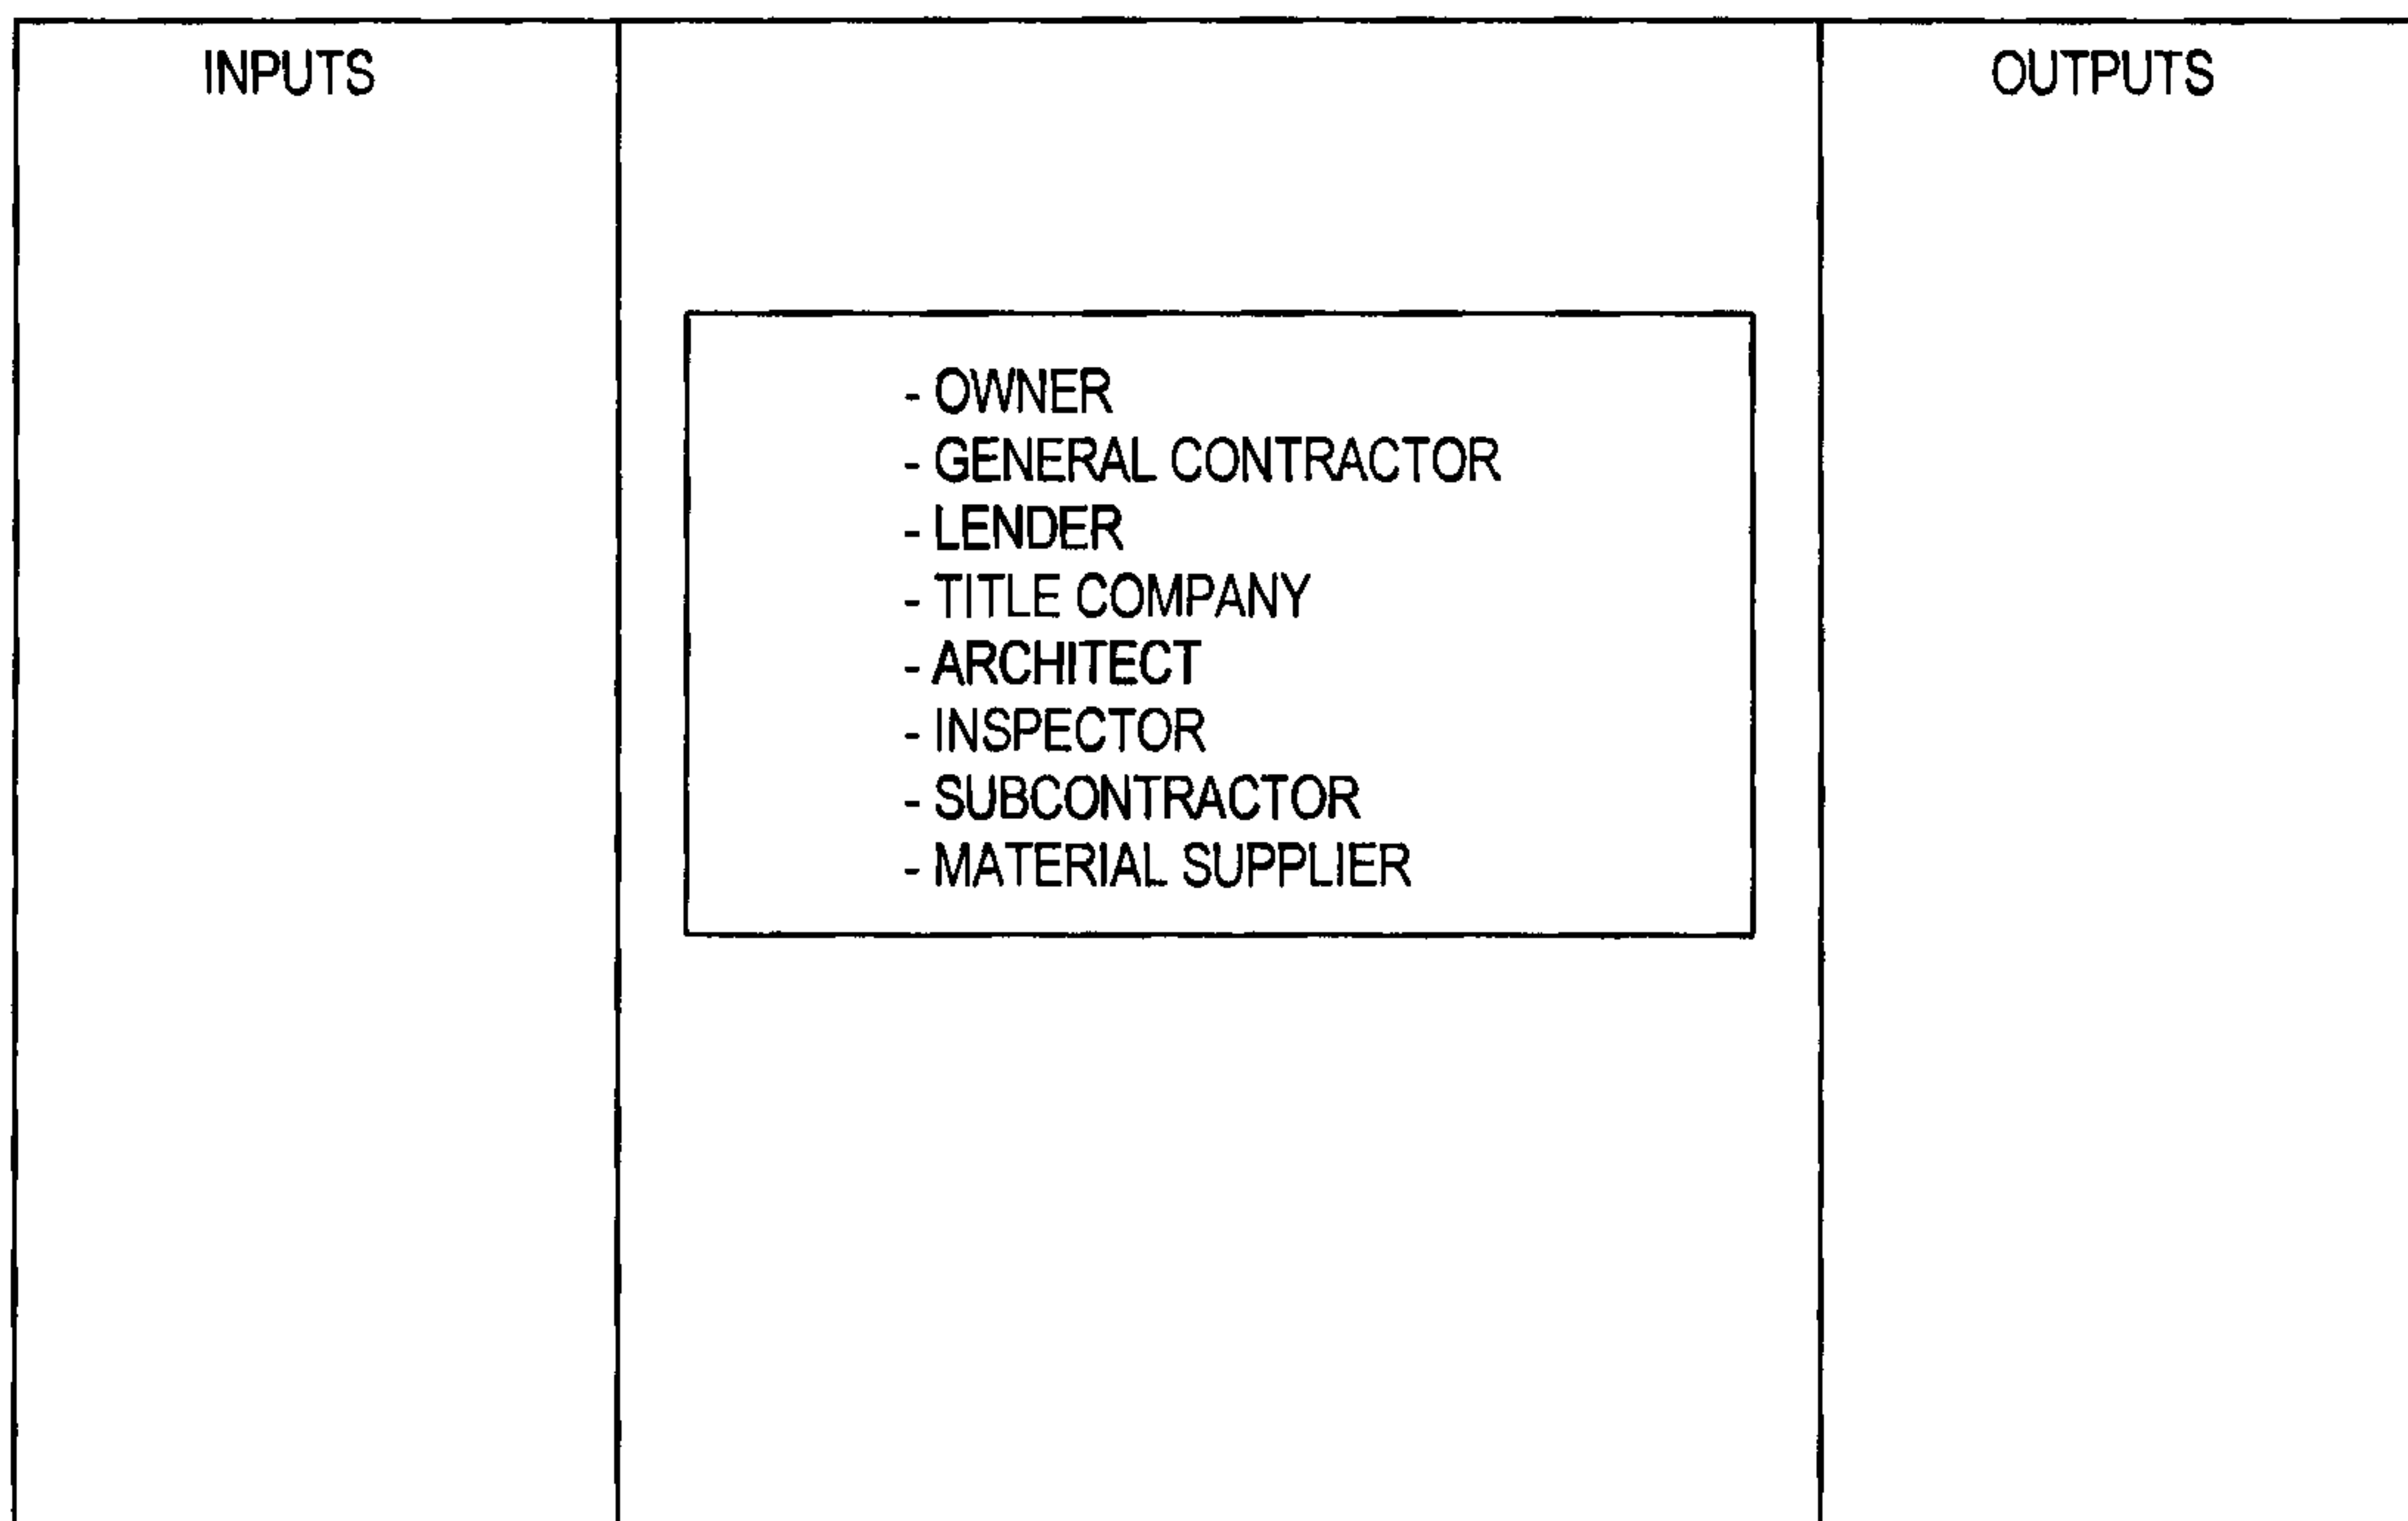 INPUTS
OUTPUTS
- OWNER
- GENERAL CONTRACTOR
- LENDER
- TITLE COMPANY
- ARCHITECT
- INSPECTOR
- SUBCONTRACTOR
- MATERIAL SUPPLIER